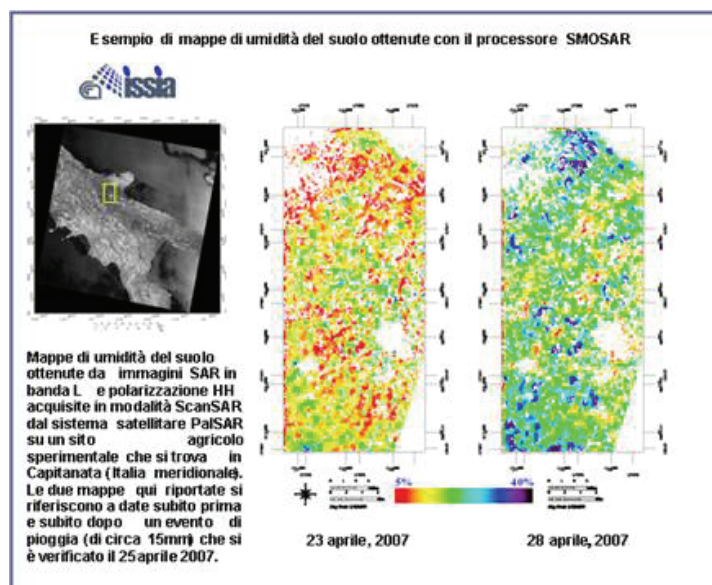 Esempio di mappe di umidità del suolo ottenute con il processore SMOSAR
issia
Mappe di umidità del suolo
ottenute da immagini SAR in
banda L e polarizzazione HH
acquisite in modalità ScanSAR
dal sistema satellitare PalSAR
su un sito agricolo
sperimentale che si trova in
Capitanata (Italia meridionale).
Le due mappe qui riportate si
riferiscono a date subito prima
e subito dopo un evento di
pioggia (di circa 15mm) che si
è verificato il 25 aprile 2007.
5% 40%
23 aprile, 2007 28 aprile, 2007